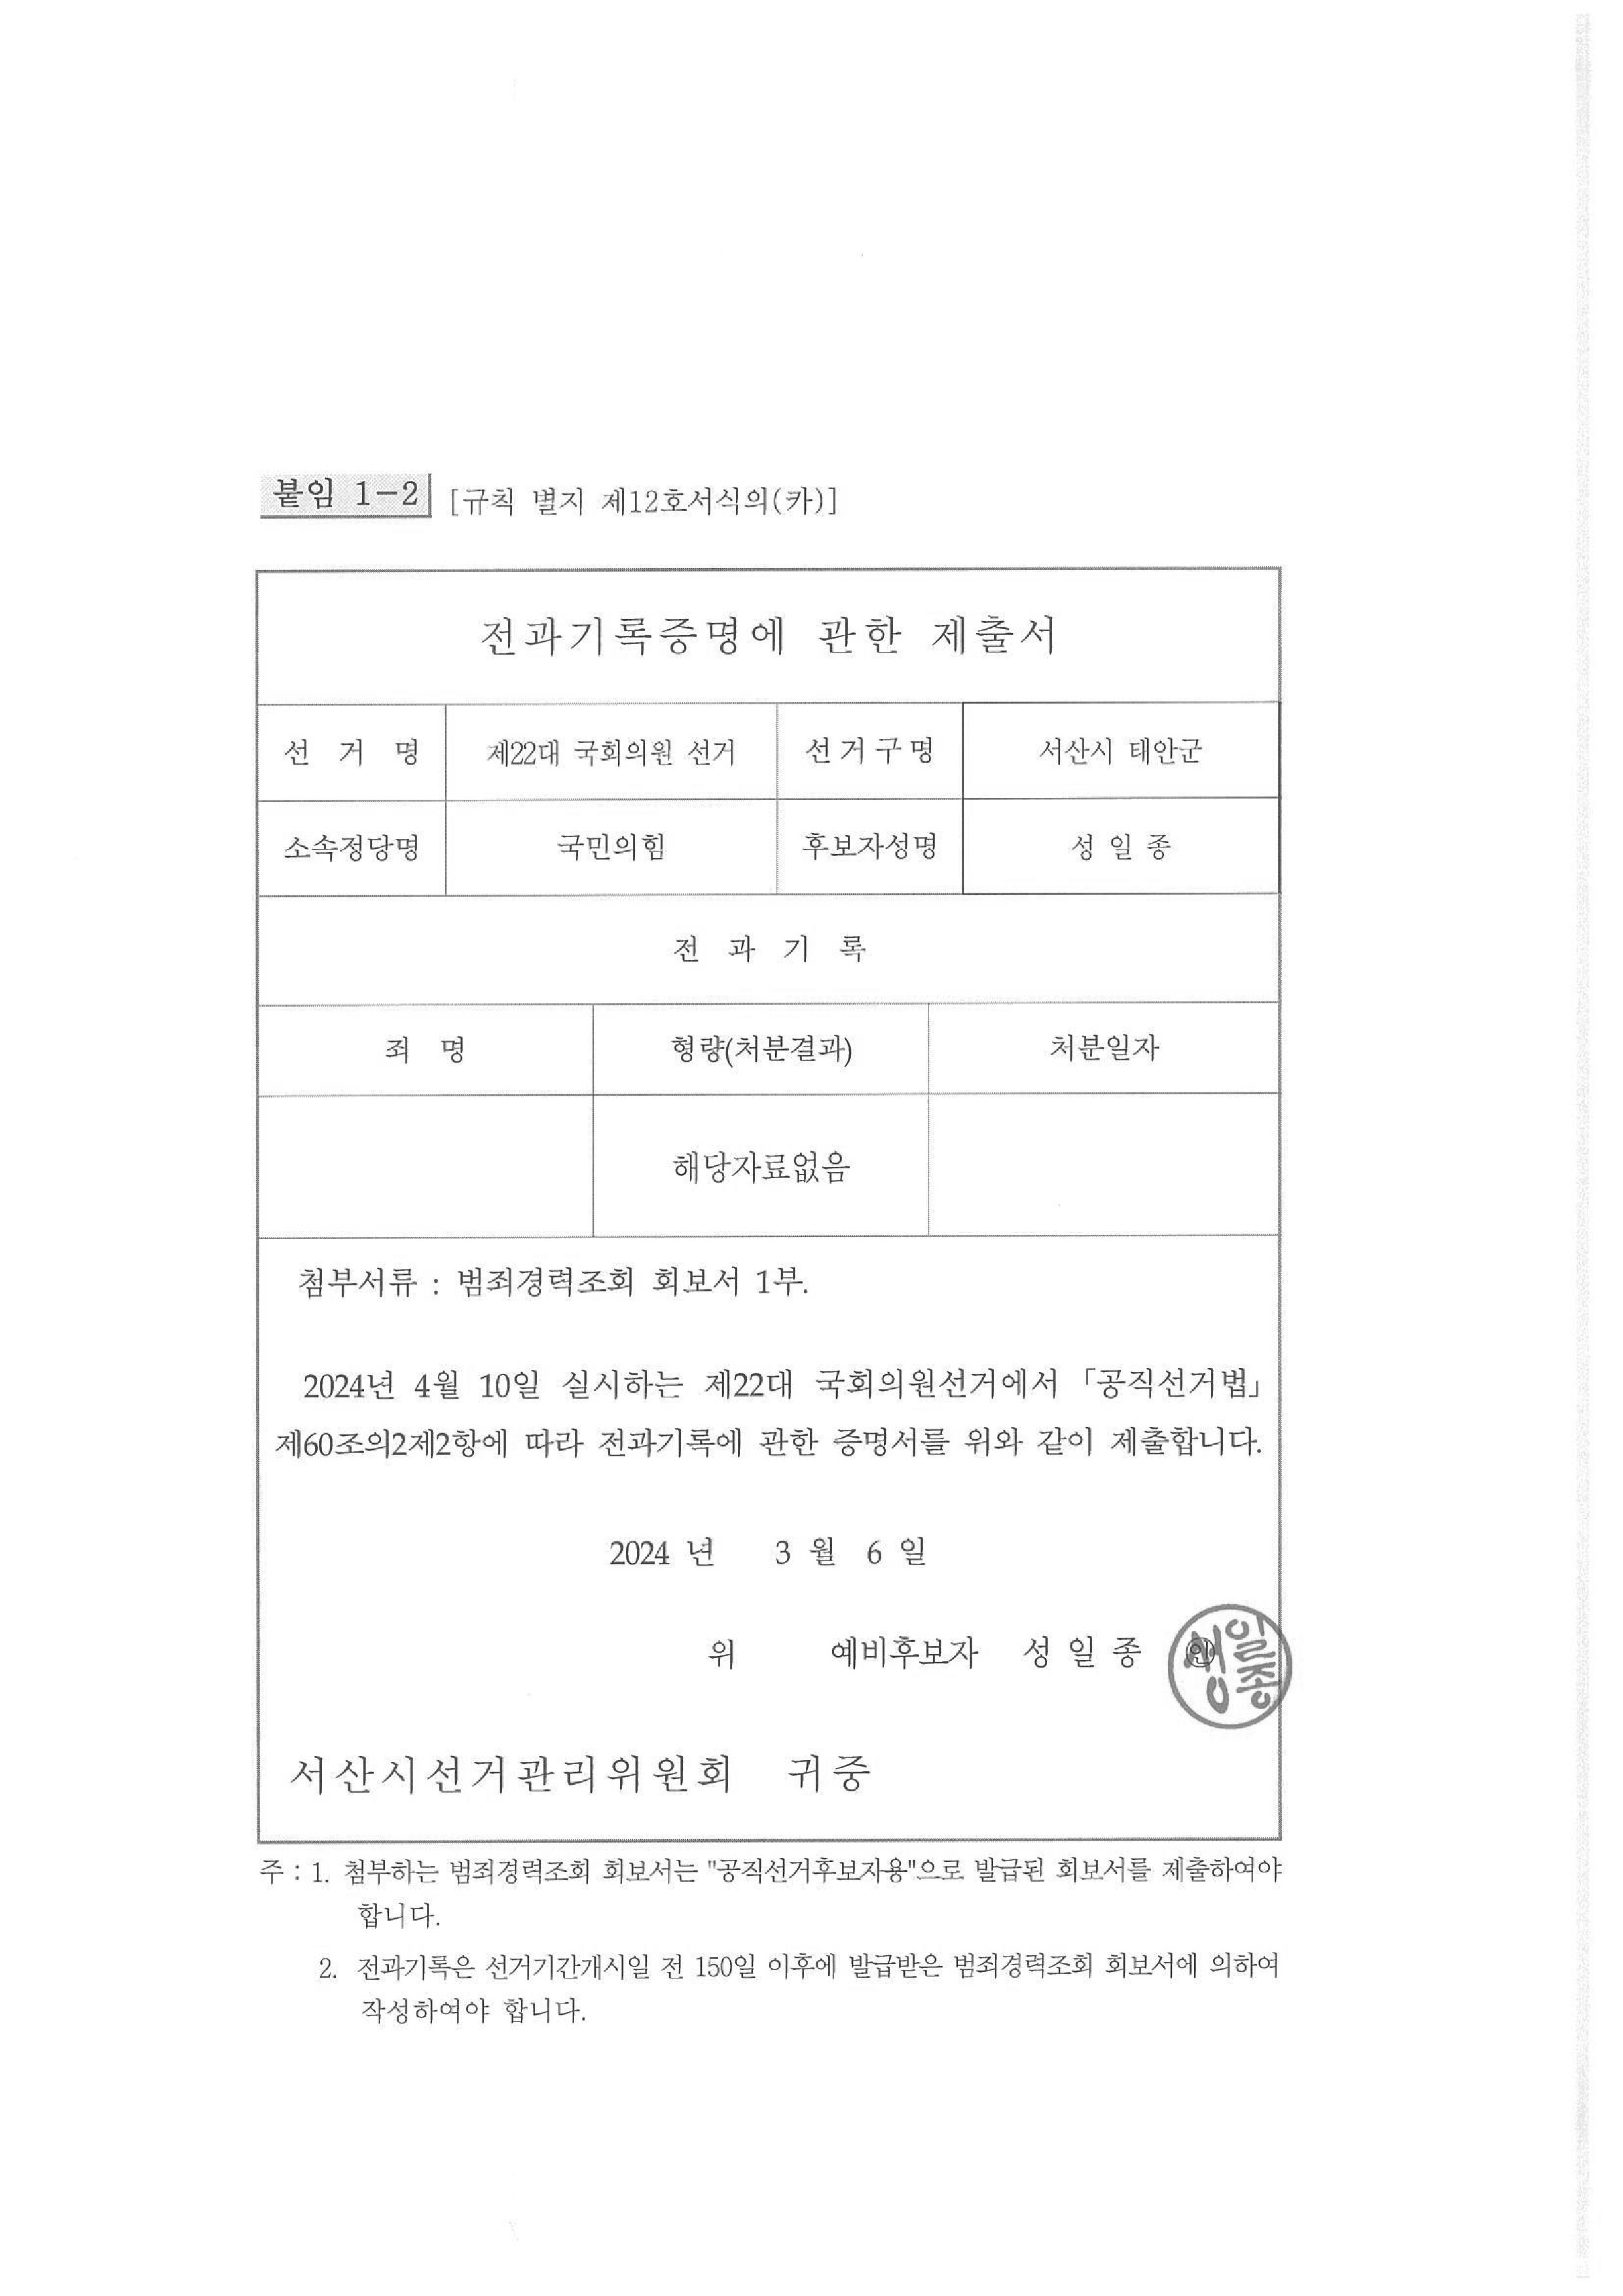 붙임 1-2 [규칙 별지 제12호서식의(카)]
전과기록증명에 관한 제출서
선 거 명 제22대 국회의원 선거 선거구명 서산시 태안군
소속정당명 국민의힘 후보자성명 성 일 종
전 과 기 록
죄 명 형량(처분결과) 처분일자
해당자료없음
첨부서류 : 범죄경력조회 회보서 1부.
2024년 4월 10일 실시하는 제22대 국회의원선거에서 「공직선거법」
제60조의2제2항에 따라 전과기록에 관한 증명서를 위와 같이 제출합니다.
2024 년 3 월 6 일
위 예비후보자 성 일 종 ㊞
성일종
서산시선거관리위원회 귀중
주 : 1. 첨부하는 범죄경력조회 회보서는 "공직선거후보자용"으로 발급된 회보서를 제출하여야
합니다.
2. 전과기록은 선거기간개시일 전 150일 이후에 발급받은 범죄경력조회 회보서에 의하여
작성하여야 합니다.